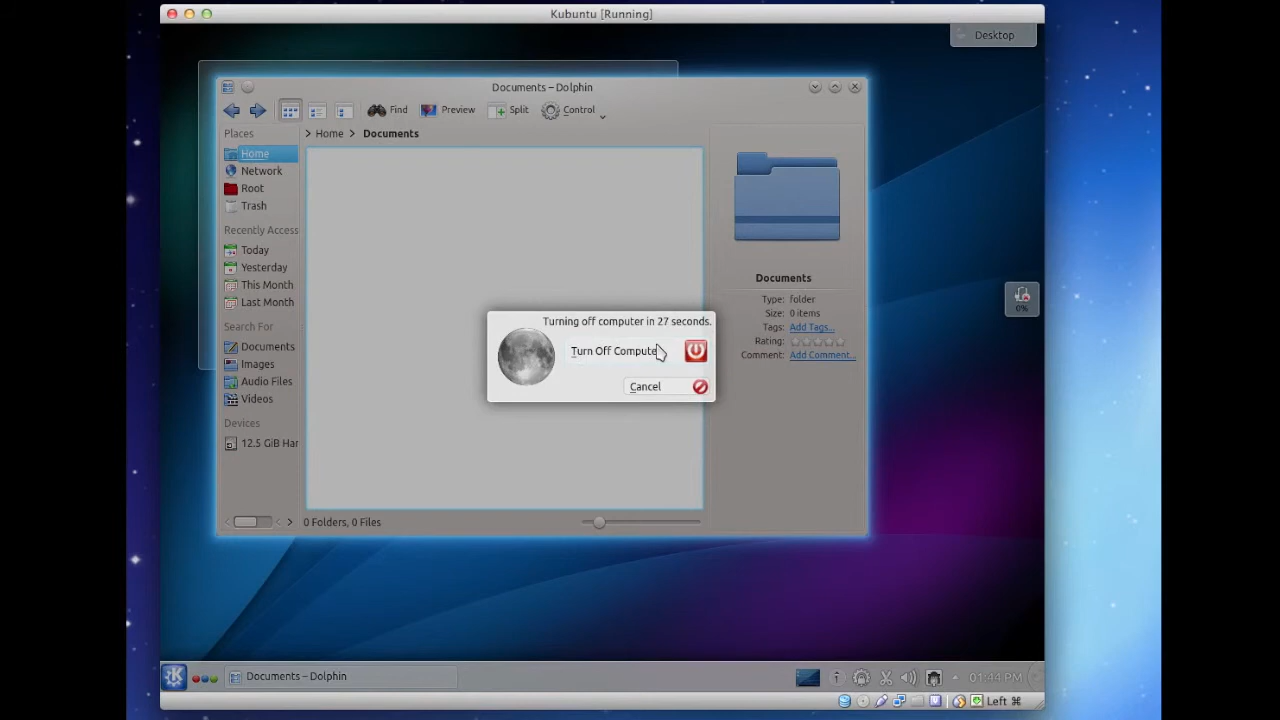 Kubuntu [Running]
Desktop
Documents – Dolphin
Find
Preview
Split
Control
Places
> Home > Documents
Home
Network
Root
Trash
Recently Access
Today
Yesterday
This Month
Last Month
Search For
Documents
Images
Audio Files
Videos
Devices
12.5 GiB Har
Documents
Type: folder
Size: 0 items
Tags: Add Tags...
Rating:
Comment: Add Comment...
0%
Turning off computer in 27 seconds.
Turn Off Compute
Cancel
0 Folders, 0 Files
Documents – Dolphin
01:44 PM
Left ⌘